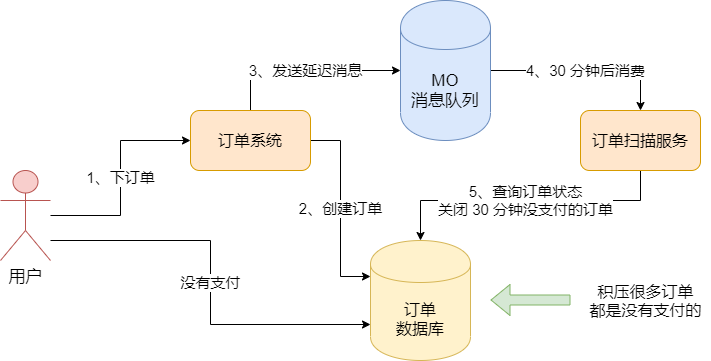 3、发送延迟消息
MO
消息队列
4、30 分钟后消费
订单系统
订单扫描服务
1、下订单
5、查询订单状态
关闭 30 分钟没支付的订单
2、创建订单
用户
没有支付
订单
数据库
积压很多订单
都是没有支付的